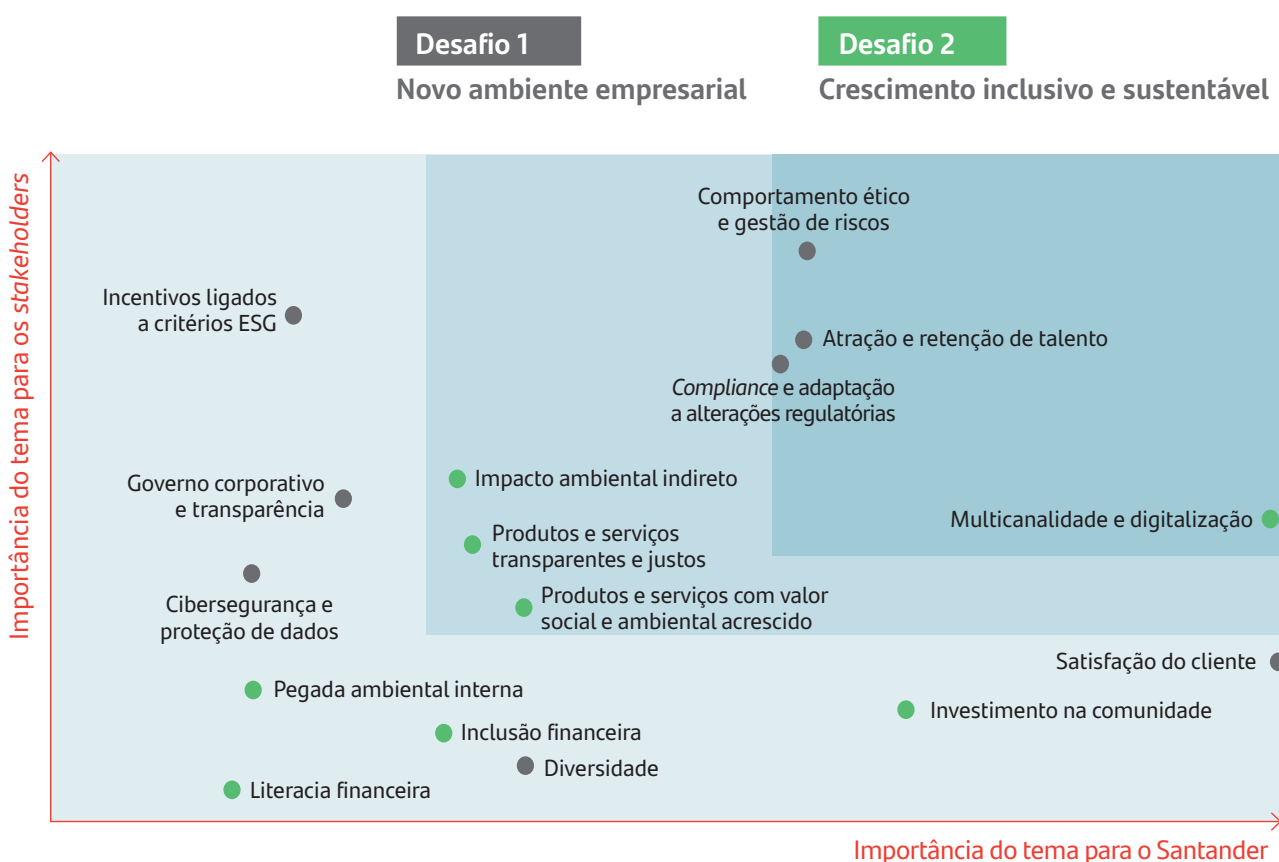 Desafio 1
Novo ambiente empresarial
Desafio 2
Crescimento inclusivo e sustentável
Importância do tema para os stakeholders
Comportamento ético
e gestão de riscos
Incentivos ligados
a critérios ESG
Atração e retenção de talento
Compliance e adaptação
a alterações regulatórias
Impacto ambiental indireto
Governo corporativo
e transparência
Multicanalidade e digitalização
Produtos e serviços
transparentes e justos
Cibersegurança e
proteção de dados
Produtos e serviços com valor
social e ambiental acrescido
Satisfação do cliente
Pegada ambiental interna
Investimento na comunidade
Inclusão financeira
Diversidade
Literacia financeira
Importância do tema para o Santander